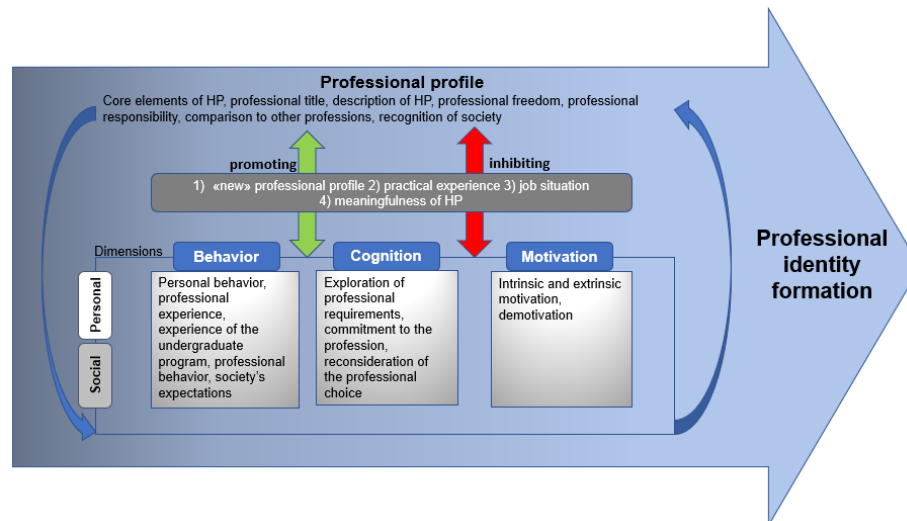 Professional profile
Core elements of HP, professional title, description of HP, professional freedom, professional
responsibility, comparison to other professions, recognition of society
promoting
inhibiting
1) «new» professional profile 2) practical experience 3) job situation
4) meaningfulness of HP
Dimensions
Behavior
Cognition
Motivation
Personal
Social
Personal behavior,
professional
experience,
experience of the
undergraduate
program, professional
behavior, society's
expectations
Exploration of
professional
requirements,
commitment to the
profession,
reconsideration of
the professional
choice
Intrinsic and extrinsic
motivation,
demotivation
Professional
identity
formation